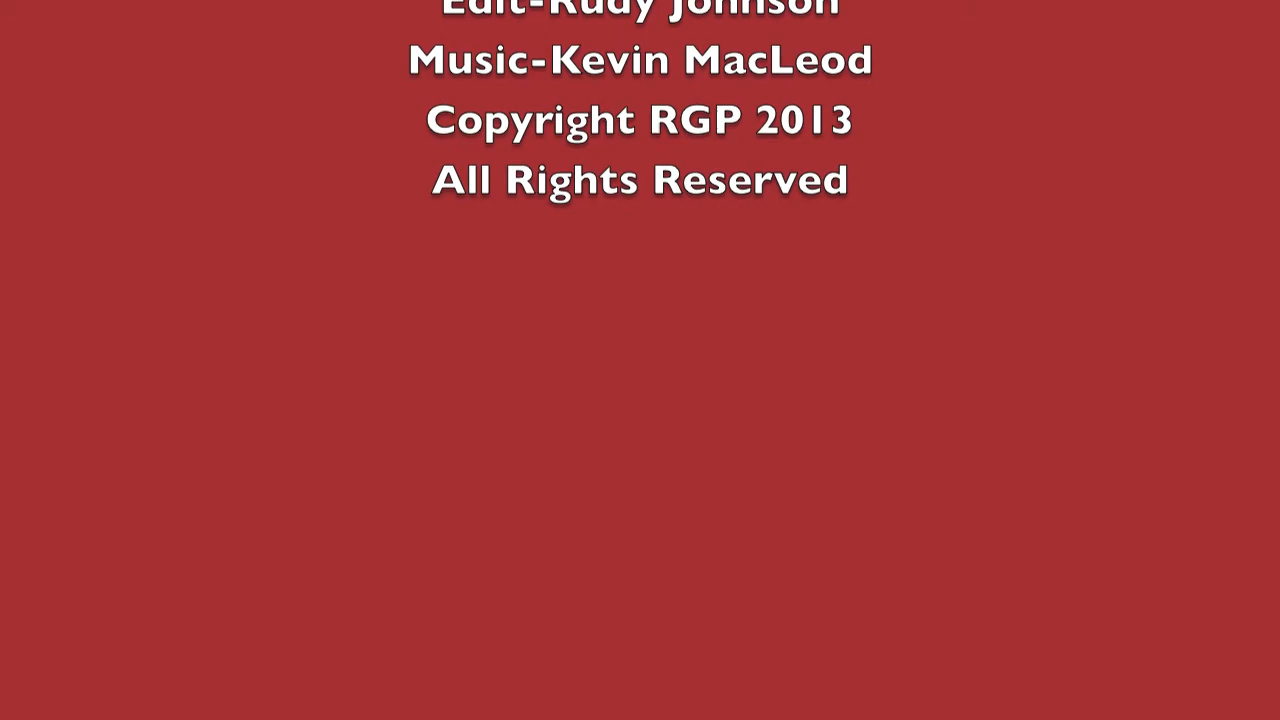 Edit-Rudy Johnson
Music-Kevin MacLeod
Copyright RGP 2013
All Rights Reserved